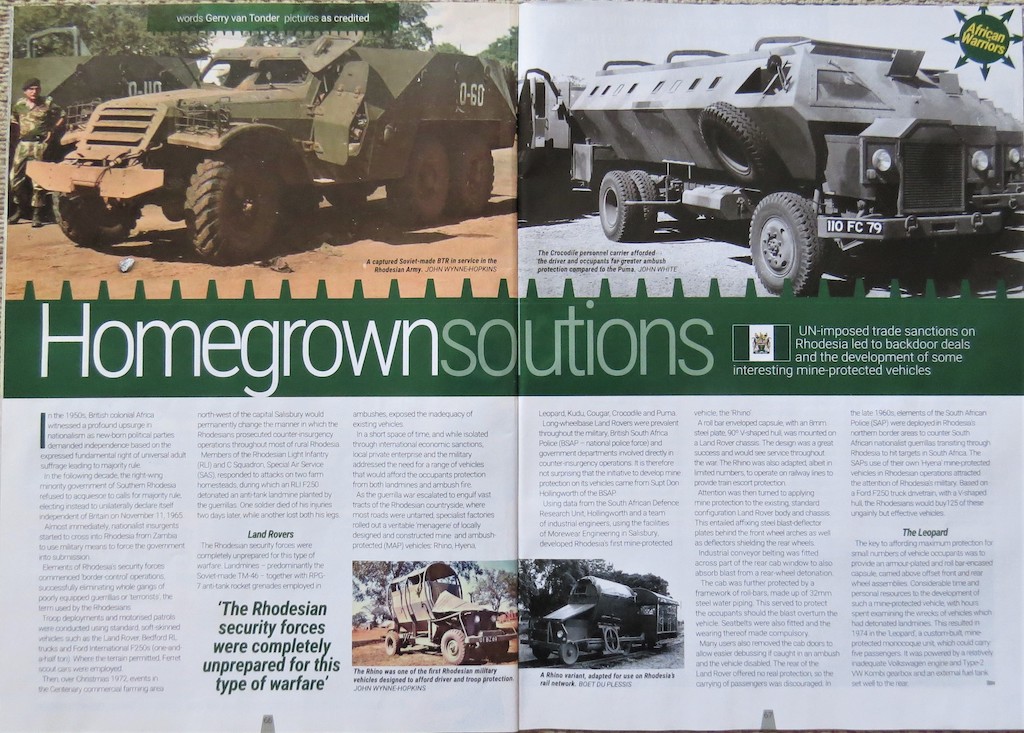 words Gerry van Tonder pictures as credited
African
Warriors
O-110
O-60
110 FC 79
A captured Soviet-made BTR in service in the
Rhodesian Army. JOHN WYNNE-HOPKINS
The Crocodile personnel carrier afforded
the driver and occupants far greater ambush
protection compared to the Puma. JOHN WHITE
Homegrown soutions
UN-imposed trade sanctions on
Rhodesia led to backdoor deals
and the development of some
interesting mine-protected vehicles
In the 1950s, British colonial Africa
witnessed a profound upsurge in
nationalism as new-born political parties
demanded independence based on the
expressed fundamental right of universal adult
suffrage leading to majority rule.
In the following decade, the right-wing
minority government of Southern Rhodesia
refused to acquiesce to calls for majority rule,
electing instead to unilaterally declare itself
independent of Britain on November 11, 1965.
Almost immediately, nationalist insurgents
started to cross into Rhodesia from Zambia
to use military means to force the government
into submission.
Elements of Rhodesia's security forces
commenced border control operations,
successfully eliminating whole gangs of
poorly equipped guerrillas or 'terrorists', the
term used by the Rhodesians.
Troop deployments and motorised patrols
were conducted using standard, soft-skinned
vehicles such as the Land Rover, Bedford RL
trucks and Ford International F250s (one-and-a-
half ton). Where the terrain permitted, Ferret
scout cars were employed.
Then, over Christmas 1972, events in
the Centenary commercial farming area
north-west of the capital Salisbury would
permanently change the manner in which the
Rhodesians prosecuted counter-insurgency
operations throughout most of rural Rhodesia.
Members of the Rhodesian Light Infantry
(RLI) and C Squadron, Special Air Service
(SAS), responded to attacks on two farm
homesteads, during which an RLI F250
detonated an anti-tank landmine planted by
the guerrillas. One soldier died of his injuries
two days later, while another lost both his legs.
Land Rovers
The Rhodesian security forces were
completely unprepared for this type of
warfare. Landmines – predominantly the
Soviet-made TM-46 – together with RPG-
7 anti-tank rocket grenades employed in
'The Rhodesian
security forces
were completely
unprepared for this
type of warfare'
ambushes, exposed the inadequacy of
existing vehicles.
In a short space of time, and while isolated
through international economic sanctions,
local private enterprise and the military
addressed the need for a range of vehicles
that would afford the occupants protection
from both landmines and ambush fire.
As the guerrilla war escalated to engulf vast
tracts of the Rhodesian countryside, where
most roads were untarred, specialist factories
rolled out a veritable 'menagerie' of locally
designed and constructed mine- and ambush-
protected (MAP) vehicles: Rhino, Hyena,
The Rhino was one of the first Rhodesian military
vehicles designed to afford driver and troop protection.
JOHN WYNNE-HOPKINS
Leopard, Kudu, Cougar, Crocodile and Puma.
Long-wheelbase Land Rovers were prevalent
throughout the military, British South Africa
Police (BSAP – national police force) and
government departments involved directly in
counter-insurgency operations. It is therefore
not surprising that the initiative to develop mine
protection on its vehicles came from Supt Don
Hollingworth of the BSAP.
Using data from the South African Defence
Research Unit, Hollingworth and a team
of industrial engineers, using the facilities
of Morewear Engineering in Salisbury,
developed Rhodesia's first mine-protected
A Rhino variant, adapted for use on Rhodesia's
rail network. BOET DU PLESSIS
vehicle, the 'Rhino'.
A roll bar enveloped capsule, with an 8mm
steel plate, 90º V-shaped hull, was mounted on
a Land Rover chassis. The design was a great
success and would see service throughout
the war. The Rhino was also adapted, albeit in
limited numbers, to operate on railway lines to
provide train escort protection.
Attention was then turned to applying
mine protection to the existing, standard
configuration Land Rover body and chassis.
This entailed affixing steel blast-deflector
plates behind the front wheel arches as well
as deflectors shielding the rear wheels.
Industrial conveyor belting was fitted
across part of the rear cab window to also
absorb blast from a rear-wheel detonation.
The cab was further protected by a
framework of roll-bars, made up of 32mm
steel water piping. This served to protect
the occupants should the blast overturn the
vehicle. Seatbelts were also fitted and the
wearing thereof made compulsory.
Many users also removed the cab doors to
allow easier debussing if caught in an ambush
and the vehicle disabled. The rear of the
Land Rover offered no real protection, so the
carrying of passengers was discouraged. In
the late 1960s, elements of the South African
Police (SAP) were deployed in Rhodesia's
northern border areas to counter South
African nationalist guerrillas transiting through
Rhodesia to hit targets in South Africa. The
SAP's use of their own 'Hyena' mine-protected
vehicles in Rhodesian operations attracted
the attention of Rhodesia's military. Based on
a Ford F250 truck drivetrain, with a V-shaped
hull, the Rhodesians would buy 125 of these
ungainly but effective vehicles.
The Leopard
The key to affording maximum protection for
small numbers of vehicle occupants was to
provide an armour-plated and roll bar-encased
capsule, carried above offset front and rear
wheel assemblies. Considerable time and
personal resources to the development of
such a mine-protected vehicle, with hours
spent examining the wrecks of vehicles which
had detonated landmines. This resulted in
1974 in the 'Leopard', a custom-built, mine-
protected monocoque unit, which could carry
five passengers. It was powered by a relatively
inadequate Volkswagen engine and Type-2
VW Kombi gearbox and an external fuel tank
set well to the rear.
66
67